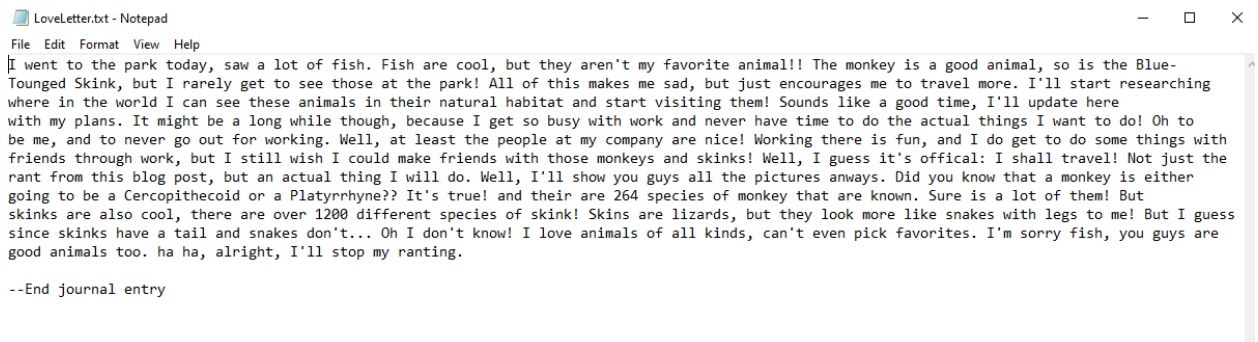 LoveLetter.txt - Notepad
File Edit Format View Help
I went to the park today, saw a lot of fish. Fish are cool, but they aren't my favorite animal!! The monkey is a good animal, so is the Blue-
Tounged Skink, but I rarely get to see those at the park! All of this makes me sad, but just encourages me to travel more. I'll start researching
where in the world I can see these animals in their natural habitat and start visiting them! Sounds like a good time, I'll update here
with my plans. It might be a long while though, because I get so busy with work and never have time to do the actual things I want to do! Oh to
be me, and to never go out for working. Well, at least the people at my company are nice! Working there is fun, and I do get to do some things with
friends through work, but I still wish I could make friends with those monkeys and skinks! Well, I guess it's offical: I shall travel! Not just the
rant from this blog post, but an actual thing I will do. Well, I'll show you guys all the pictures anways. Did you know that a monkey is either
going to be a Cercopithecoid or a Platyrrhyne?? It's true! and their are 264 species of monkey that are known. Sure is a lot of them! But
skinks are also cool, there are over 1200 different species of skink! Skins are lizards, but they look more like snakes with legs to me! But I guess
since skinks have a tail and snakes don't... Oh I don't know! I love animals of all kinds, can't even pick favorites. I'm sorry fish, you guys are
good animals too. ha ha, alright, I'll stop my ranting.
--End journal entry